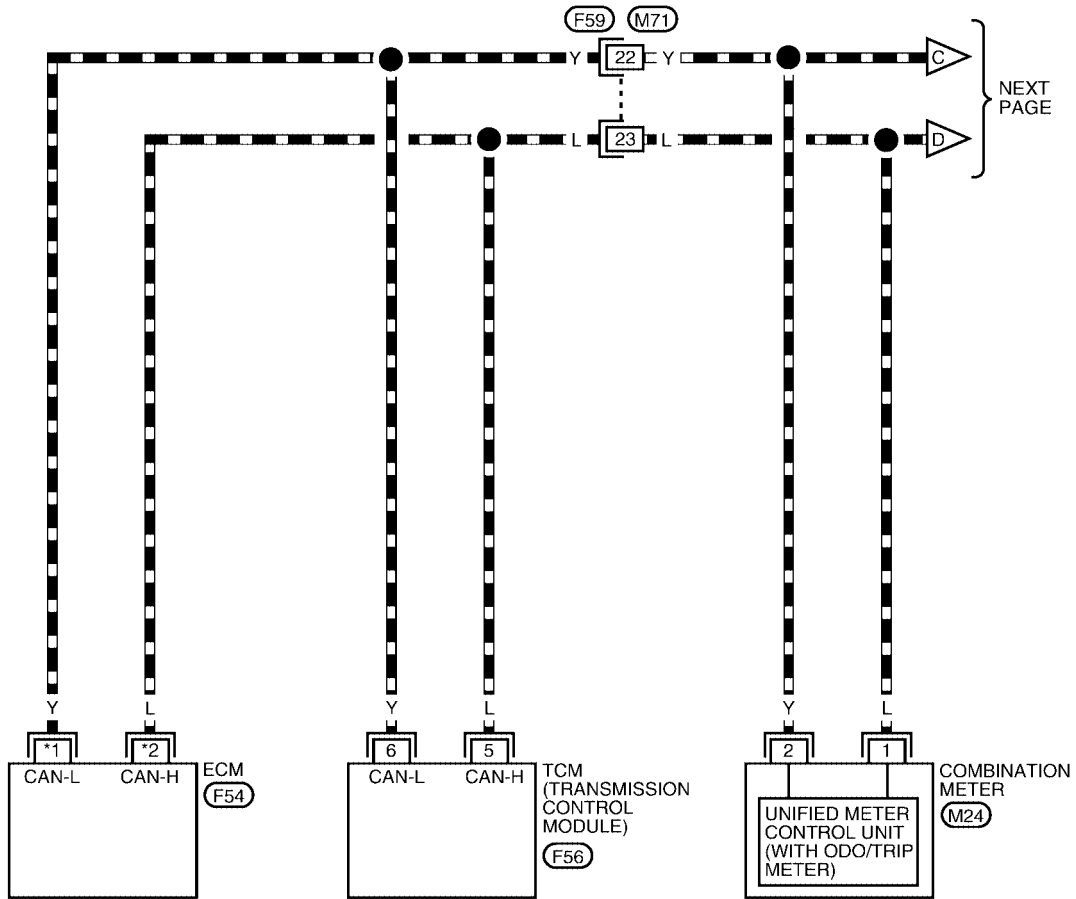 F59 M71
Y 22 Y C
NEXT
PAGE
L 23 L D
Y L Y L Y L
*1 *2 6 5 2 1
CAN-L CAN-H ECM
F54
CAN-L CAN-H TCM
(TRANSMISSION
CONTROL
MODULE)
F56
COMBINATION
METER
M24
UNIFIED METER
CONTROL UNIT
(WITH ODO/TRIP
METER)